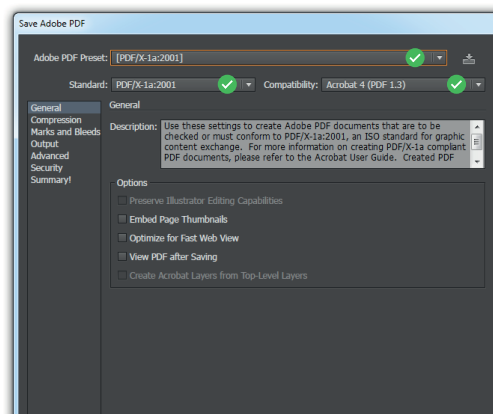 Save Adobe PDF
Adobe PDF Preset: [PDF/X-1a:2001]
Standard: PDF/X-1a:2001 Compatibility: Acrobat 4 (PDF 1.3)
General
Compression
Marks and Bleeds
Output
Advanced
Security
Summary!
General
Description: Use these settings to create Adobe PDF documents that are to be
checked or must conform to PDF/X-1a:2001, an ISO standard for graphic
content exchange. For more information on creating PDF/X-1a compliant
PDF documents, please refer to the Acrobat User Guide. Created PDF
Options
Preserve Illustrator Editing Capabilities
Embed Page Thumbnails
Optimize for Fast Web View
View PDF after Saving
Create Acrobat Layers from Top-Level Layers